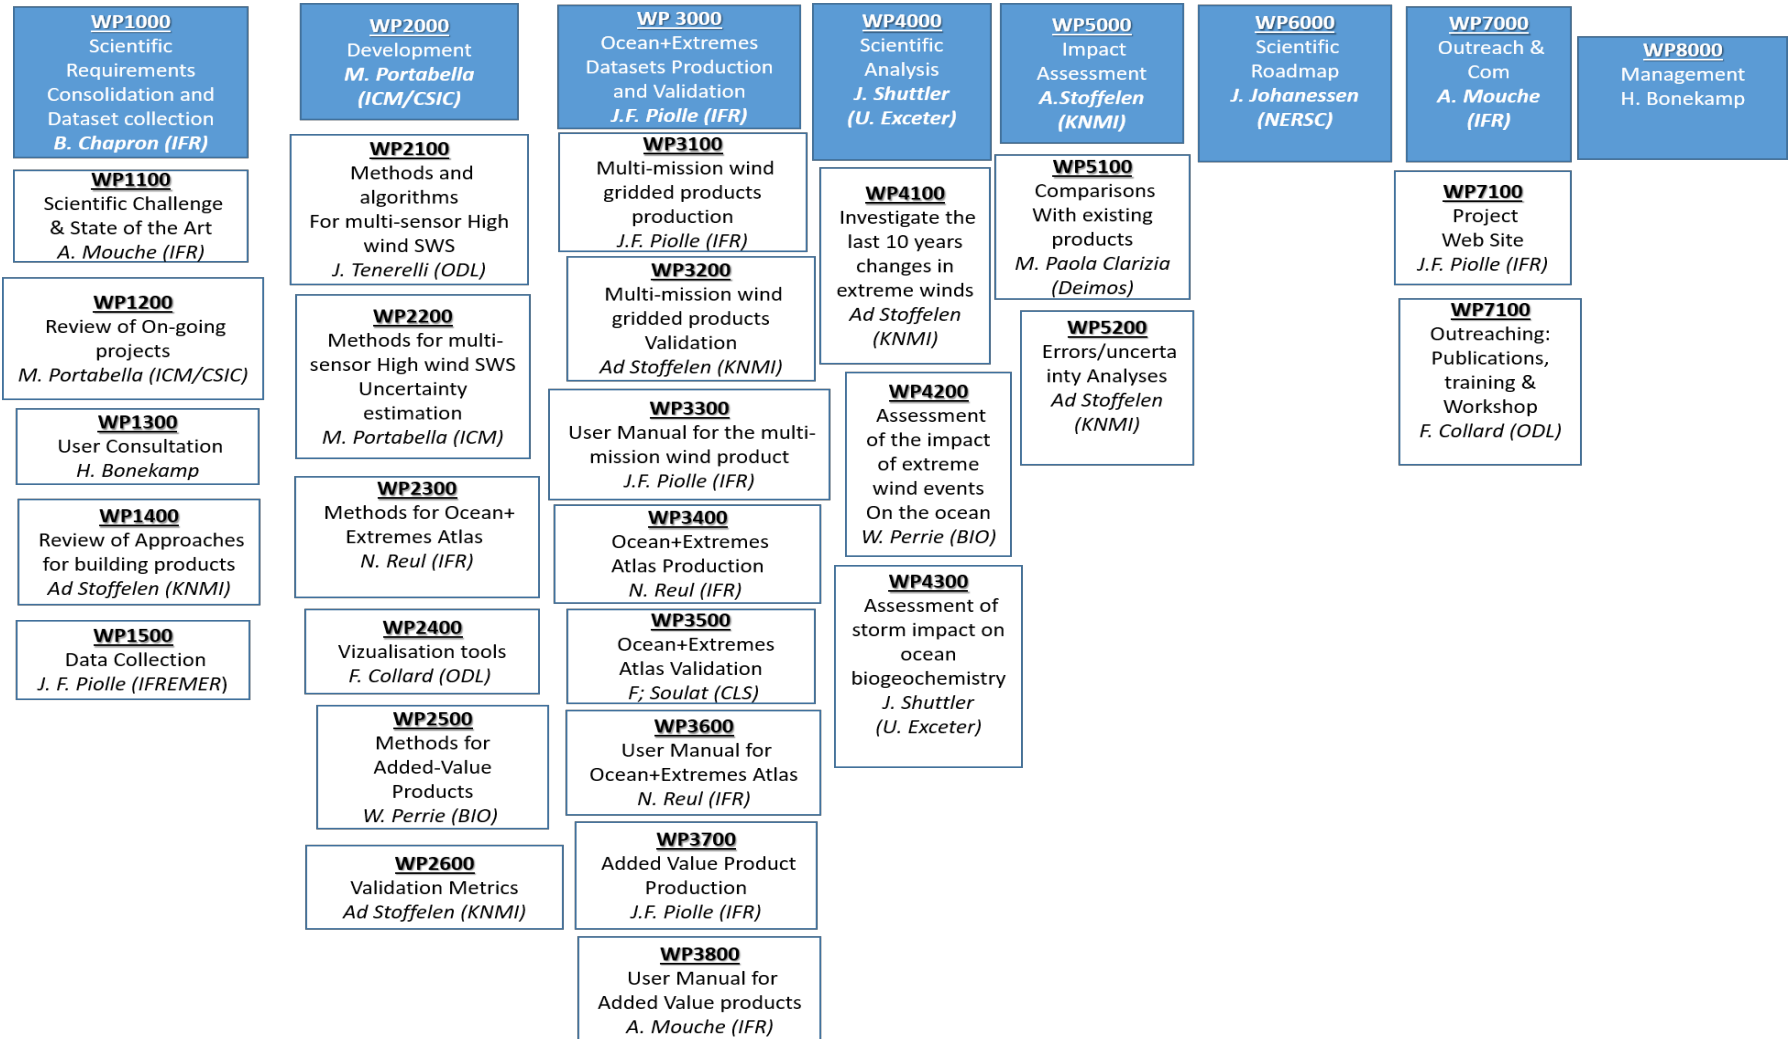 WP1000
Scientific
Requirements
Consolidation and
Dataset collection
B. Chapron (IFR)
WP1100
Scientific Challenge
& State of the Art
A. Mouche (IFR)
WP1200
Review of On-going
projects
M. Portabella (ICM/CSIC)
WP1300
User Consultation
H. Bonekamp
WP1400
Review of Approaches
for building products
Ad Stoffelen (KNMI)
WP1500
Data Collection
J. F. Piolle (IFREMER)
WP2000
Development
M. Portabella
(ICM/CSIC)
WP2100
Methods and
algorithms
For multi-sensor High
wind SWS
J. Tenerelli (ODL)
WP2200
Methods for multi-
sensor High wind SWS
Uncertainty
estimation
M. Portabella (ICM)
WP2300
Methods for Ocean+
Extremes Atlas
N. Reul (IFR)
WP2400
Vizualisation tools
F. Collard (ODL)
WP2500
Methods for
Added-Value
Products
W. Perrie (BIO)
WP2600
Validation Metrics
Ad Stoffelen (KNMI)
WP 3000
Ocean+Extremes
Datasets Production
and Validation
J.F. Piolle (IFR)
WP3100
Multi-mission wind
gridded products
production
J.F. Piolle (IFR)
WP3200
Multi-mission wind
gridded products
Validation
Ad Stoffelen (KNMI)
WP3300
User Manual for the multi-
mission wind product
J.F. Piolle (IFR)
WP3400
Ocean+Extremes
Atlas Production
N. Reul (IFR)
WP3500
Ocean+Extremes
Atlas Validation
F; Soulat (CLS)
WP3600
User Manual for
Ocean+Extremes Atlas
N. Reul (IFR)
WP3700
Added Value Product
Production
J.F. Piolle (IFR)
WP3800
User Manual for
Added Value products
A. Mouche (IFR)
WP4000
Scientific
Analysis
J. Shuttler
(U. Exceter)
WP4100
Investigate the
last 10 years
changes in
extreme winds
Ad Stoffelen
(KNMI)
WP4200
Assessment
of the impact
of extreme
wind events
On the ocean
W. Perrie (BIO)
WP4300
Assessment of
storm impact on
ocean
biogeochemistry
J. Shuttler
(U. Exceter)
WP5000
Impact
Assessment
A.Stoffelen
(KNMI)
WP5100
Comparisons
With existing
products
M. Paola Clarizia
(Deimos)
WP5200
Errors/uncerta
inty Analyses
Ad Stoffelen
(KNMI)
WP6000
Scientific
Roadmap
J. Johanessen
(NERSC)
WP7000
Outreach &
Com
A. Mouche
(IFR)
WP7100
Project
Web Site
J.F. Piolle (IFR)
WP7100
Outreaching:
Publications,
training &
Workshop
F. Collard (ODL)
WP8000
Management
H. Bonekamp